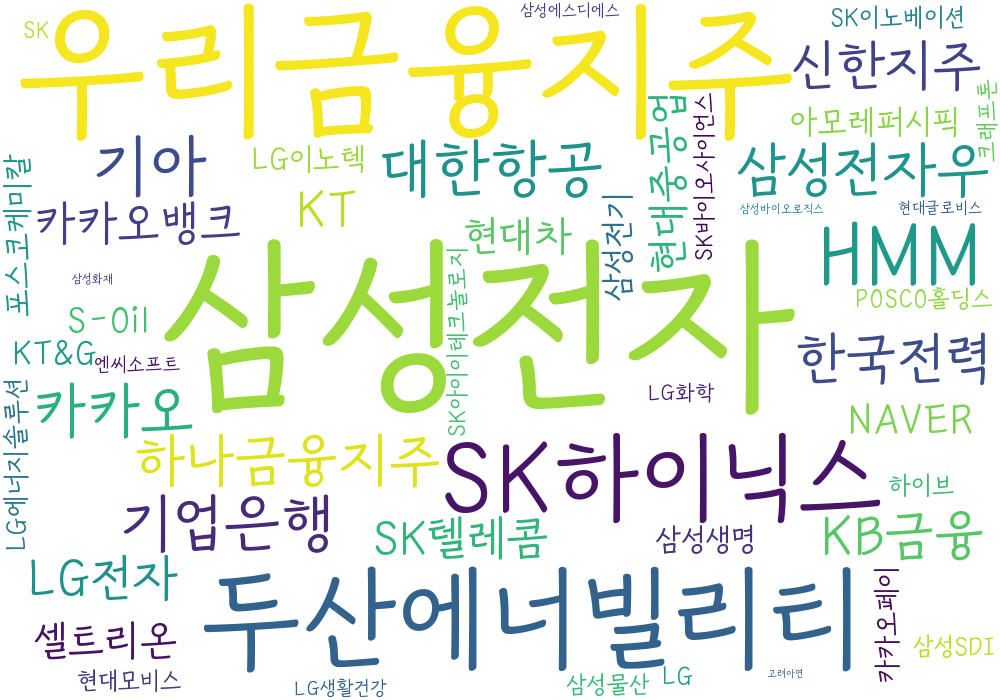 삼성에스디에스
SK이노베이션
SK
우리금융지주
신한지주
크래프톤
아모레퍼시픽
현대중공업
SK바이오사이언스
기아
LG이노텍
대한항공
삼성전자우
포스코케미칼
카카오뱅크
KT
현대차
삼성전기
삼성바이오로직스
현대글로비스
HMM
삼성화재
삼성전자
SK아이이테크놀로지
POSCO홀딩스
S-Oil
KT&G
엔씨소프트
한국전력
LG에너지솔루션
카카오
LG화학
NAVER
하나금융지주
SK하이닉스
하이브
기업은행
SK텔레콤
삼성생명
KB금융
LG전자
두산에너빌리티
카카오페이
셀트리온
삼성SDI
현대모비스
LG생활건강
삼성물산
LG
고려아연